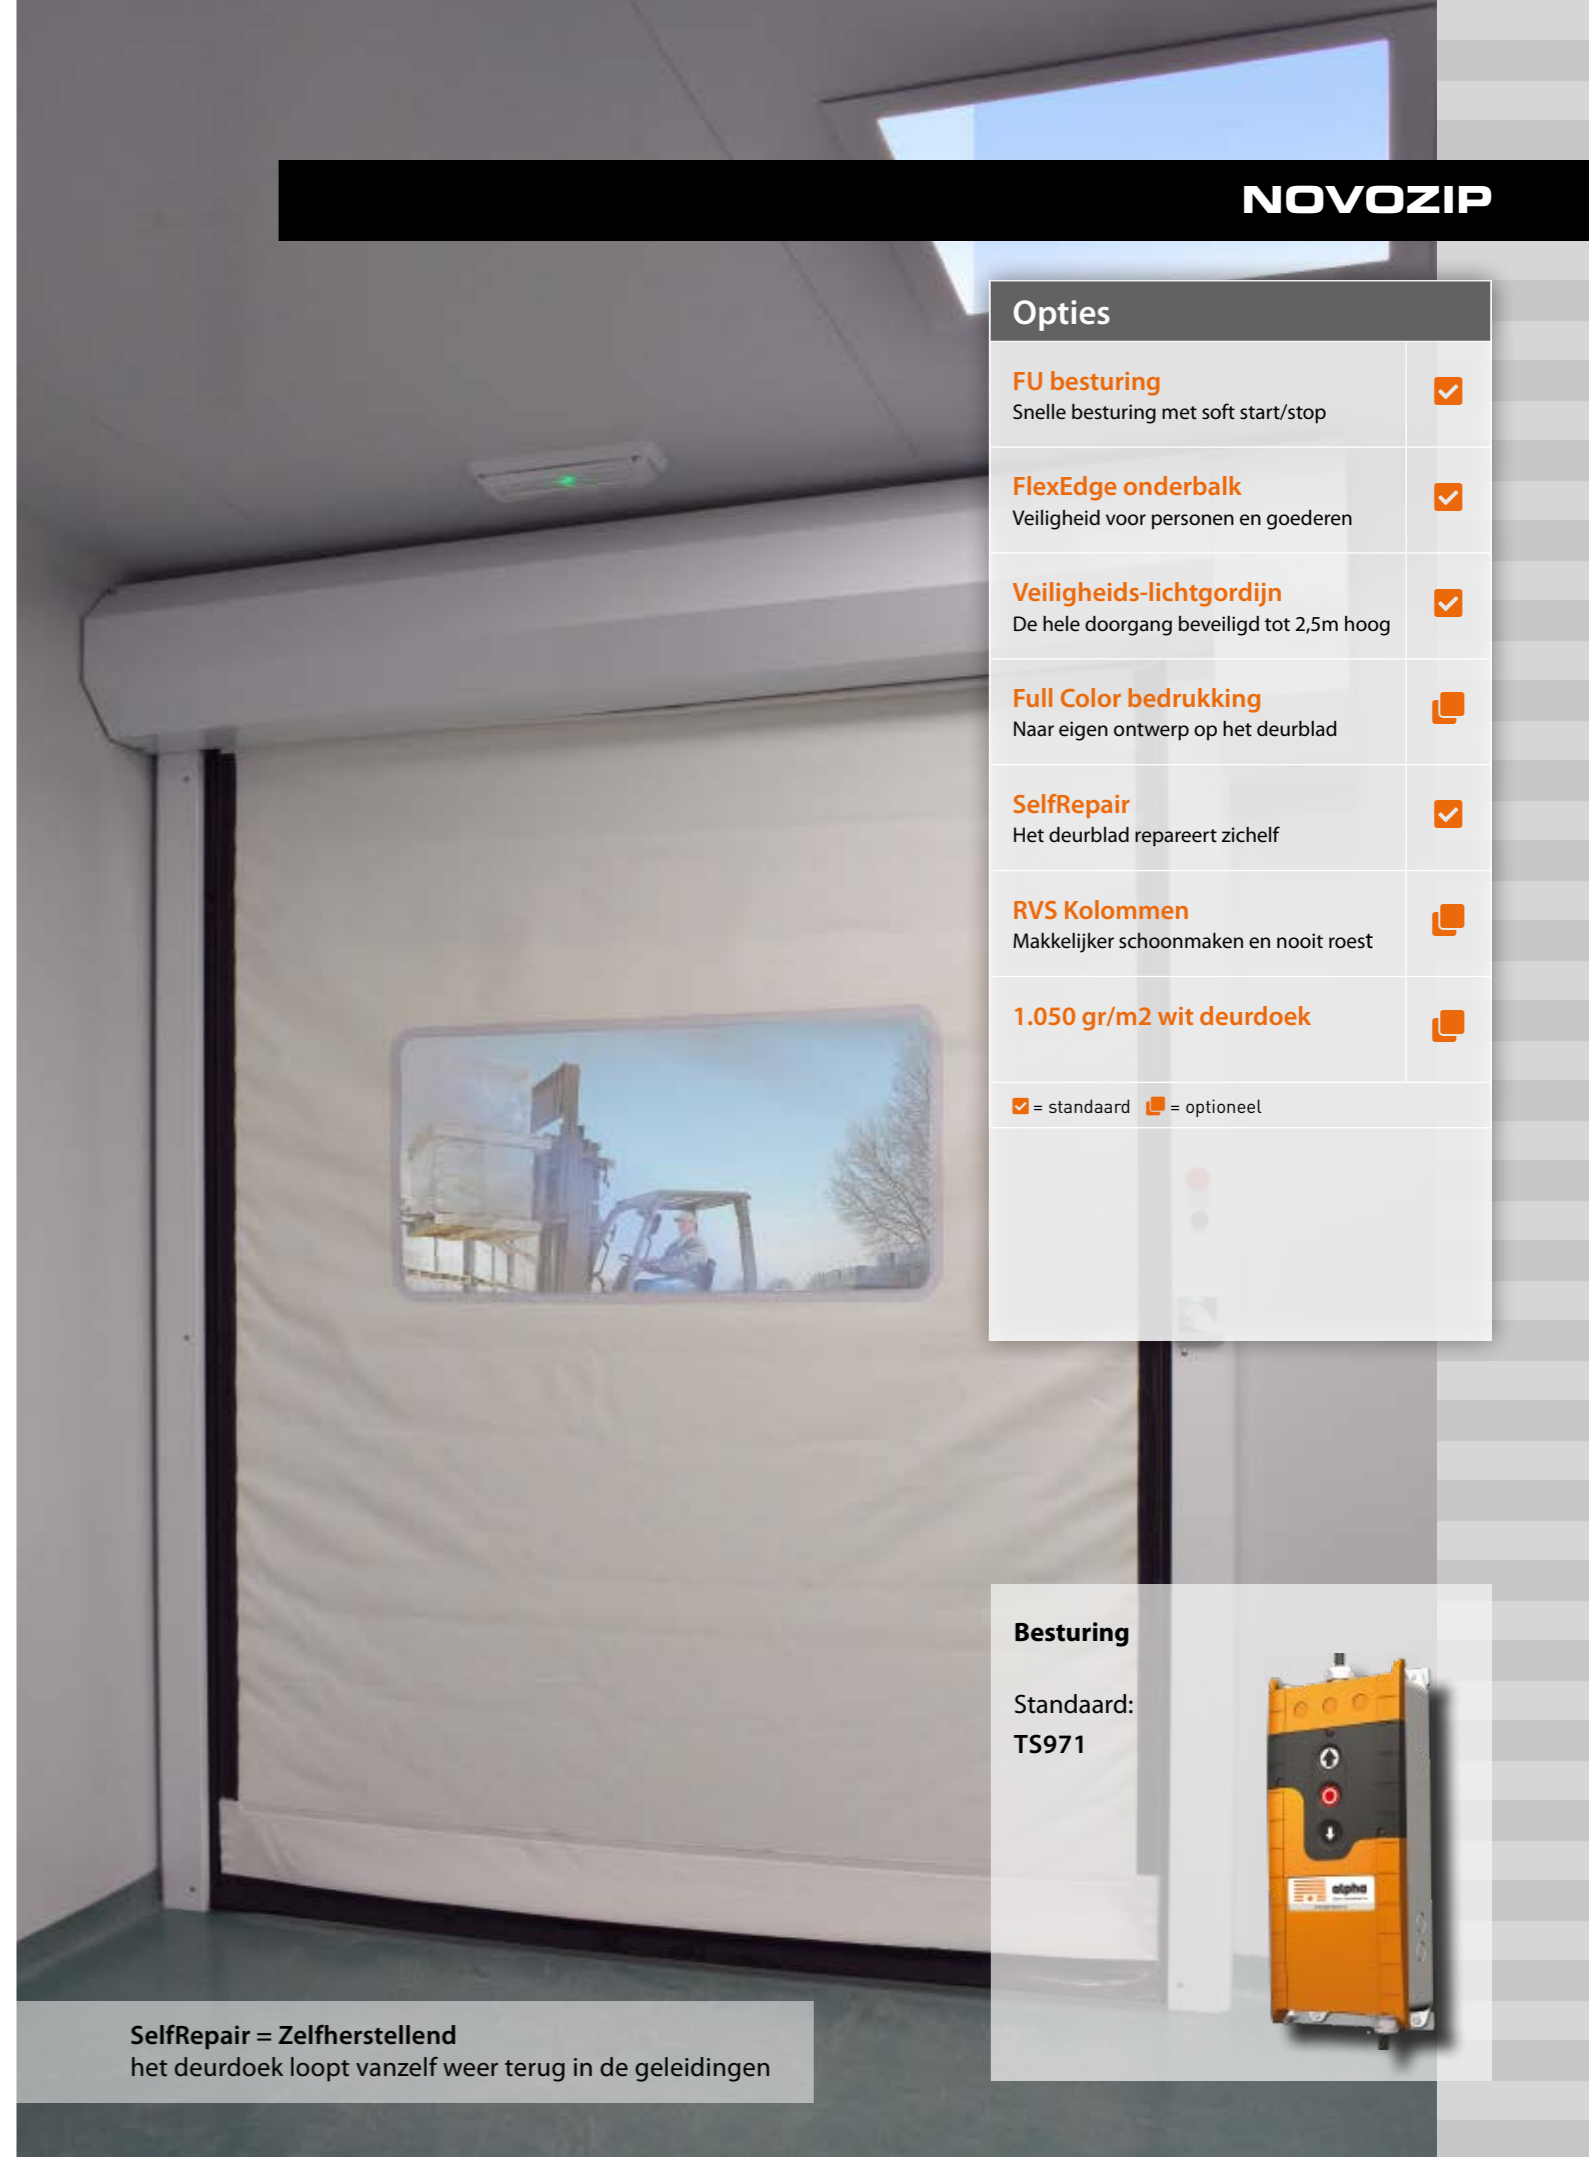 NOVOZIP
Opties
FU besturing
Snelle besturing met soft start/stop
FlexEdge onderbalk
Veiligheid voor personen en goederen
Veiligheids-lichtgordijn
De hele doorgang beveiligd tot 2,5m hoog
Full Color bedrukking
Naar eigen ontwerp op het deurblad
SelfRepair
Het deurblad repareert zichelf
RVS Kolommen
Makkelijker schoonmaken en nooit roest
1.050 gr/m2 wit deurdoek
= standaard = optioneel
Besturing
Standaard:
TS971
alpha
SelfRepair = Zelfherstellend
het deurdoek loopt vanzelf weer terug in de geleidingen